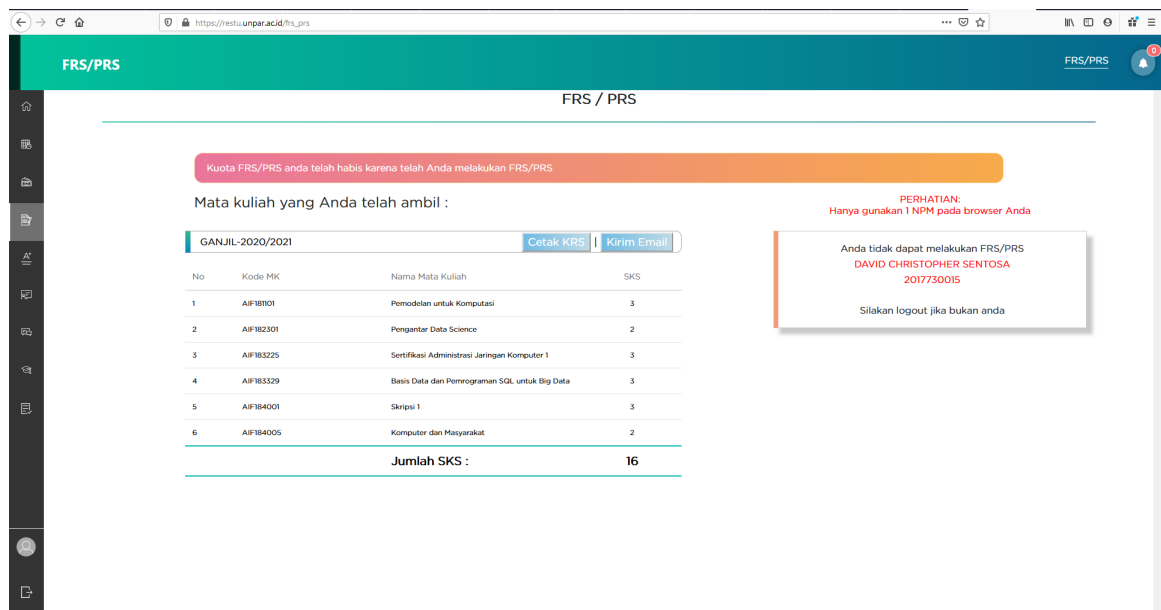 https://restu.unpar.ac.id/frs_prs
FRS/PRS
FRS/PRS
0
FRS / PRS
Kuota FRS/PRS anda telah habis karena telah Anda melakukan FRS/PRS
Mata kuliah yang Anda telah ambil :
PERHATIAN:
Hanya gunakan 1 NPM pada browser Anda
GANJIL-2020/2021 Cetak KRS | Kirim Email
No Kode MK Nama Mata Kuliah SKS
1 AIF181101 Pemodelan untuk Komputasi 3
2 AIF182301 Pengantar Data Science 2
3 AIF183225 Sertifikasi Administrasi Jaringan Komputer 1 3
4 AIF183329 Basis Data dan Pemrograman SQL untuk Big Data 3
5 AIF184001 Skripsi 1 3
6 AIF184005 Komputer dan Masyarakat 2
Jumlah SKS : 16
Anda tidak dapat melakukan FRS/PRS
DAVID CHRISTOPHER SENTOSA
2017730015
Silakan logout jika bukan anda